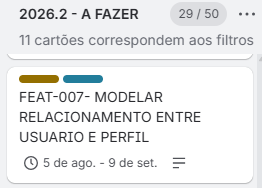 2026.2 - A FAZER 29 / 50
11 cartões correspondem aos filtros
FEAT-007- MODELAR
RELACIONAMENTO ENTRE
USUARIO E PERFIL
5 de ago. - 9 de set.